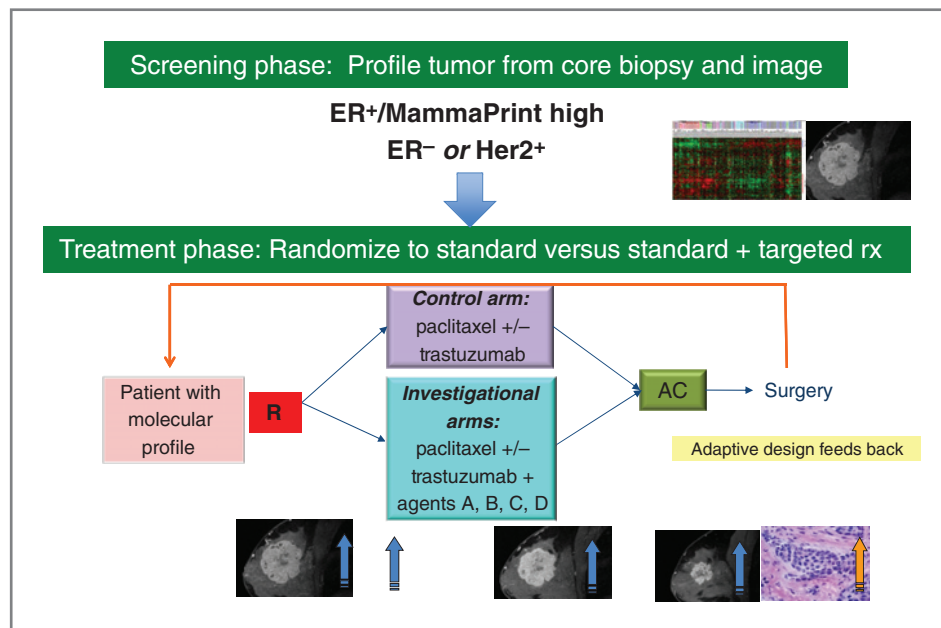 Screening phase:  Profile tumor from core biopsy and image
ER+/MammaPrint high
ER– or Her2+
Treatment phase: Randomize to standard versus standard + targeted rx
Control arm:
paclitaxel +/–
trastuzumab
Patient with
molecular
profile
R
Investigational
arms:
paclitaxel +/–
trastuzumab +
agents A, B, C, D
AC
Surgery
Adaptive design feeds back